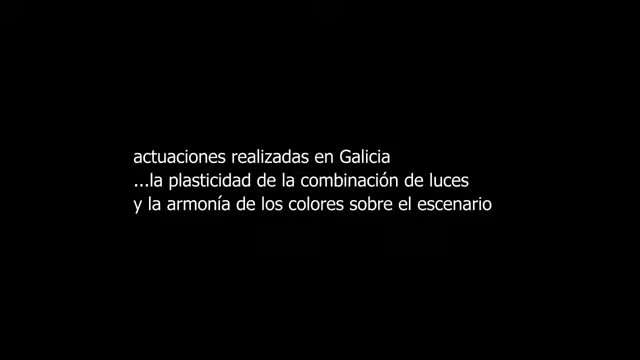 actuaciones realizadas en Galicia
...la plasticidad de la combinación de luces
y la armonía de los colores sobre el escenario